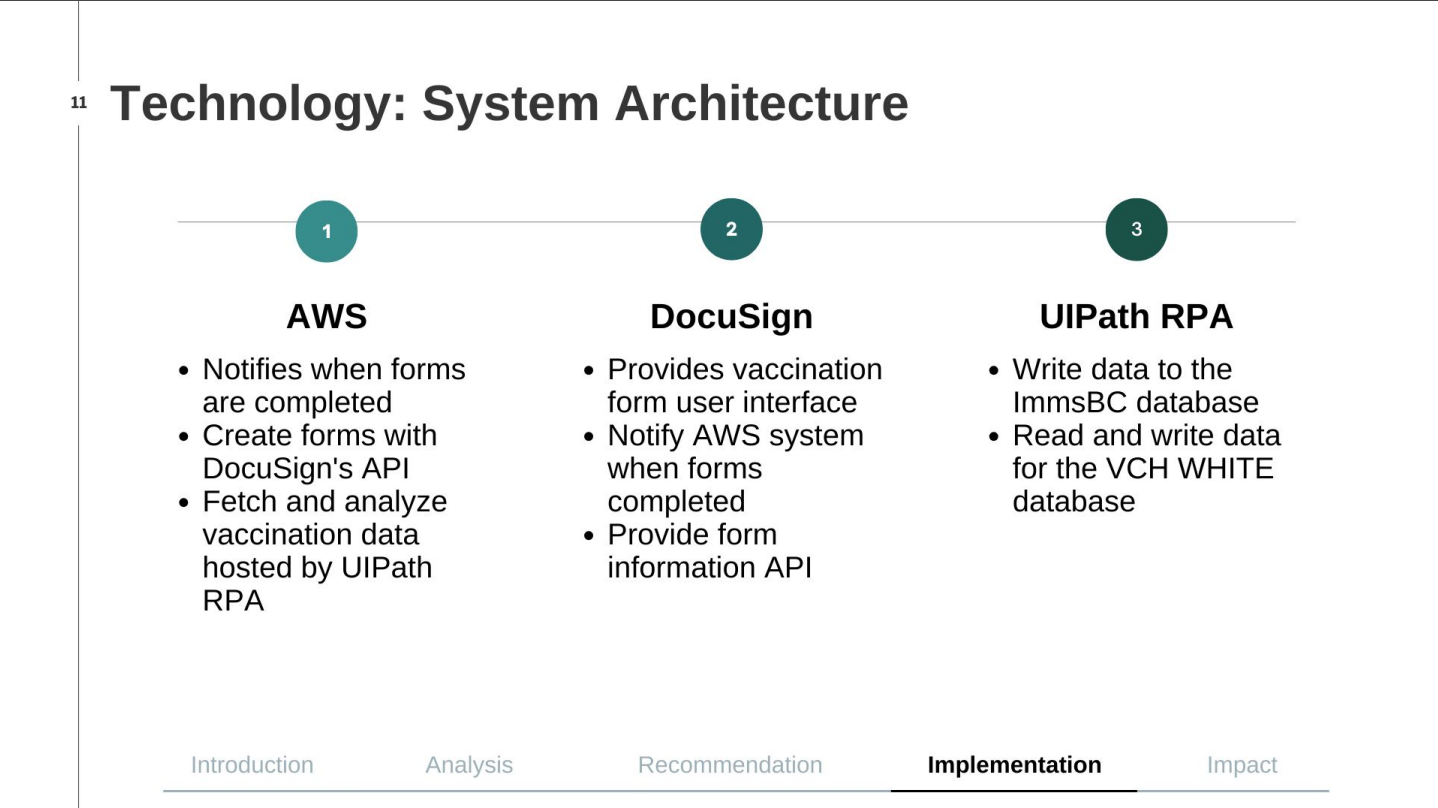 11
Technology: System Architecture
1
2
3
AWS
• Notifies when forms
are completed
• Create forms with
DocuSign's API
• Fetch and analyze
vaccination data
hosted by UIPath
RPA
DocuSign
• Provides vaccination
form user interface
• Notify AWS system
when forms
completed
• Provide form
information API
UIPath RPA
• Write data to the
ImmsBC database
• Read and write data
for the VCH WHITE
database
Introduction
Analysis
Recommendation
Implementation
Impact